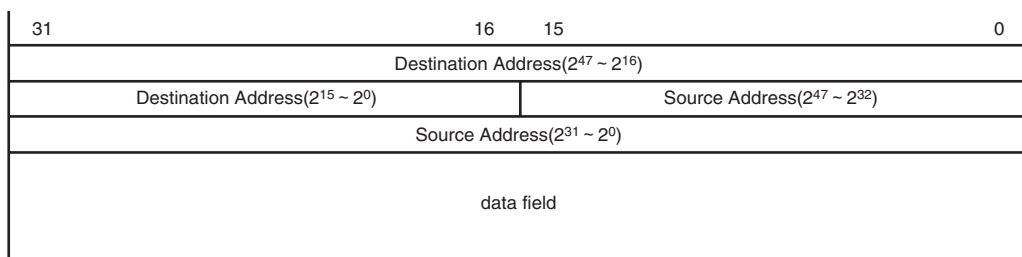 31 16 15 0
Destination Address(2⁴⁷ ~ 2¹⁶)
Destination Address(2¹⁵ ~ 2⁰) Source Address(2⁴⁷ ~ 2³²)
Source Address(2³¹ ~ 2⁰)
data field